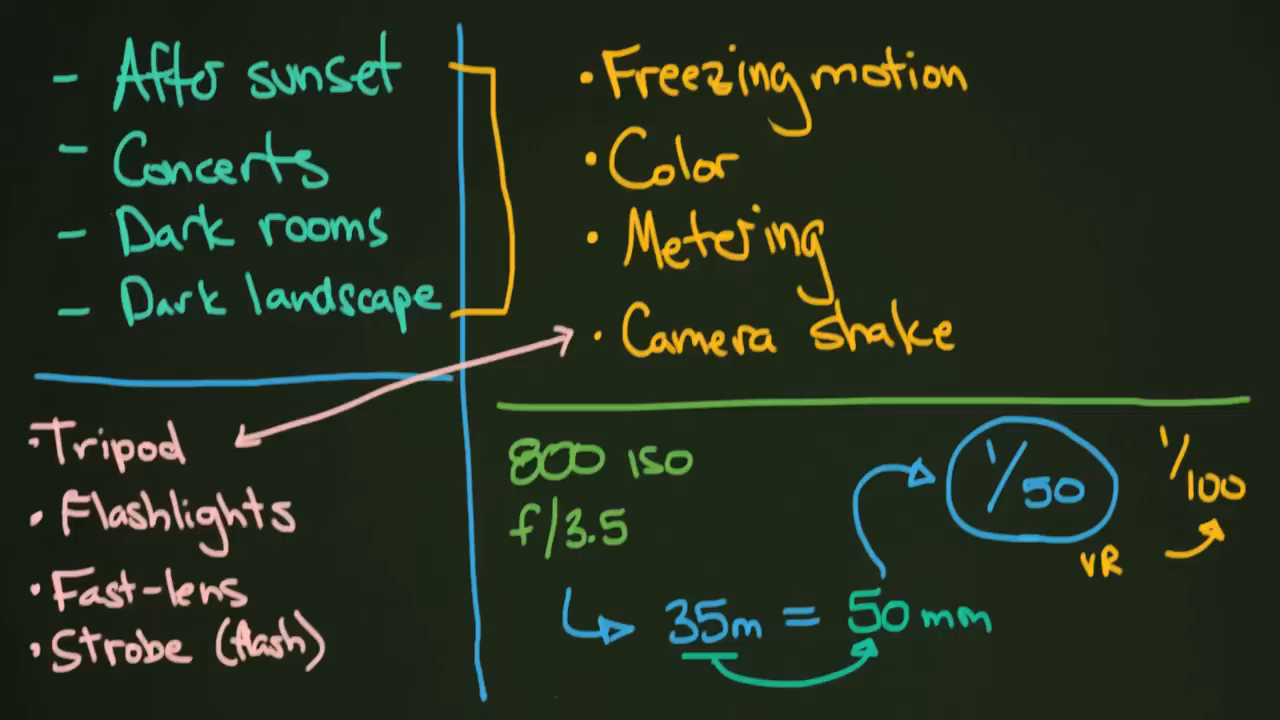 - After sunset
- Concerts
- Dark rooms
- Dark landscape
• Freezing motion
• Color
• Metering
• Camera shake
• Tripod
• Flashlights
• Fast-lens
• Strobe (flash)
800 ISO
f/3.5
35m = 50mm
1/50
1/100
VR